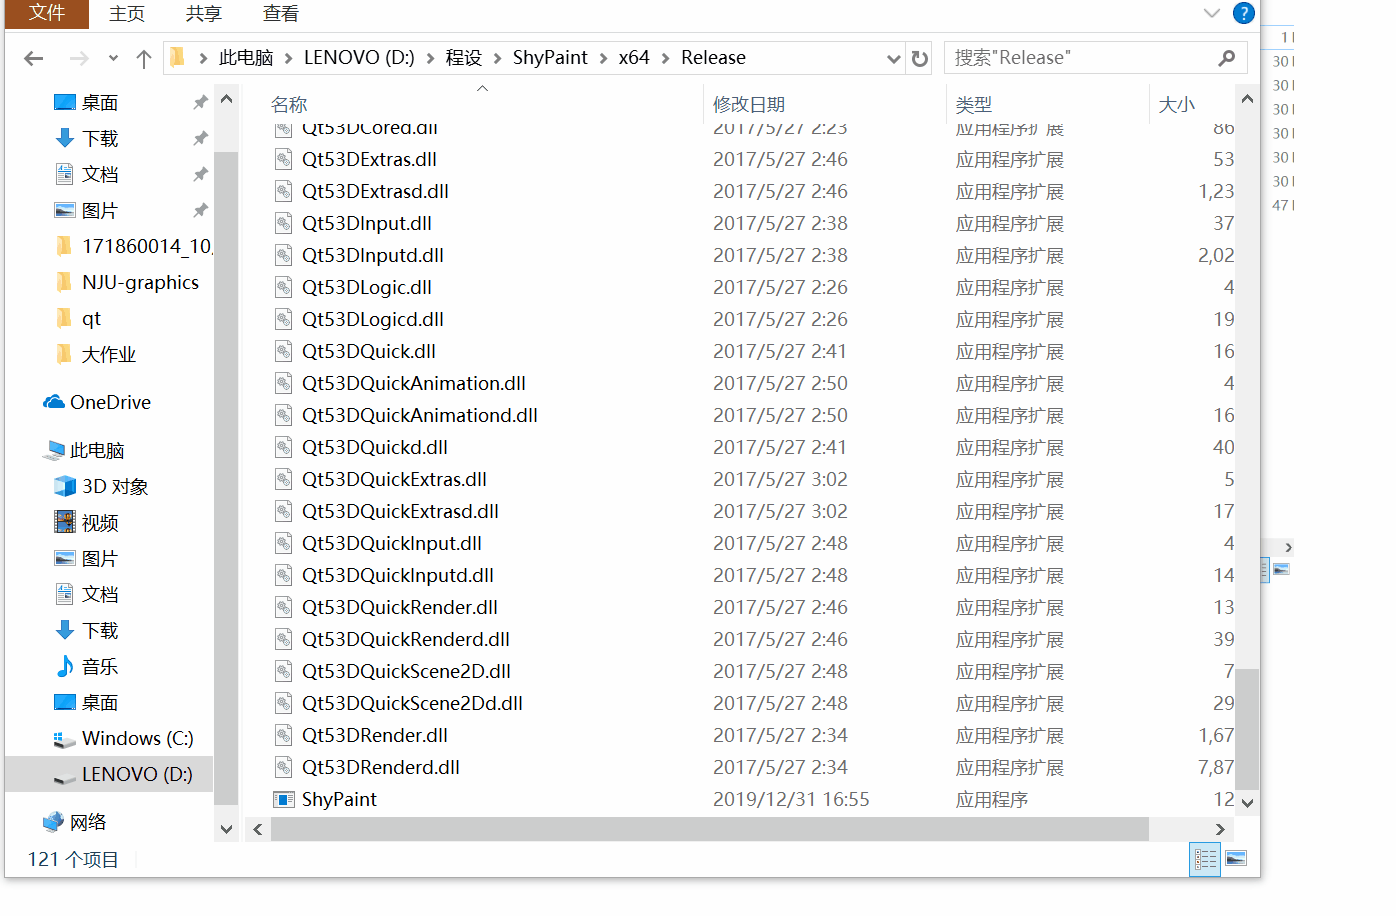 文件 主页 共享 查看
此电脑 LENOVO (D:) 程设 ShyPaint x64 Release 搜索"Release"
桌面
下载
文档
图片
171860014_10
NJU-graphics
qt
大作业
OneDrive
此电脑
3D 对象
视频
图片
文档
下载
音乐
桌面
Windows (C:)
LENOVO (D:)
网络
名称 修改日期 类型 大小
Qt53DCored.dll 2017/5/27 2:23 应用程序扩展 86
Qt53DExtras.dll 2017/5/27 2:46 应用程序扩展 53
Qt53DExtrasd.dll 2017/5/27 2:46 应用程序扩展 1,23
Qt53DInput.dll 2017/5/27 2:38 应用程序扩展 37
Qt53DInputd.dll 2017/5/27 2:38 应用程序扩展 2,02
Qt53DLogic.dll 2017/5/27 2:26 应用程序扩展 4
Qt53DLogicd.dll 2017/5/27 2:26 应用程序扩展 19
Qt53DQuick.dll 2017/5/27 2:41 应用程序扩展 16
Qt53DQuickAnimation.dll 2017/5/27 2:50 应用程序扩展 4
Qt53DQuickAnimationd.dll 2017/5/27 2:50 应用程序扩展 16
Qt53DQuickd.dll 2017/5/27 2:41 应用程序扩展 40
Qt53DQuickExtras.dll 2017/5/27 3:02 应用程序扩展 5
Qt53DQuickExtrasd.dll 2017/5/27 3:02 应用程序扩展 17
Qt53DQuickInput.dll 2017/5/27 2:48 应用程序扩展 4
Qt53DQuickInputd.dll 2017/5/27 2:48 应用程序扩展 14
Qt53DQuickRender.dll 2017/5/27 2:46 应用程序扩展 13
Qt53DQuickRenderd.dll 2017/5/27 2:46 应用程序扩展 39
Qt53DQuickScene2D.dll 2017/5/27 2:48 应用程序扩展 7
Qt53DQuickScene2Dd.dll 2017/5/27 2:48 应用程序扩展 29
Qt53DRender.dll 2017/5/27 2:34 应用程序扩展 1,67
Qt53DRenderd.dll 2017/5/27 2:34 应用程序扩展 7,87
ShyPaint 2019/12/31 16:55 应用程序 12
121 个项目
1
30
30
30
30
30
30
47